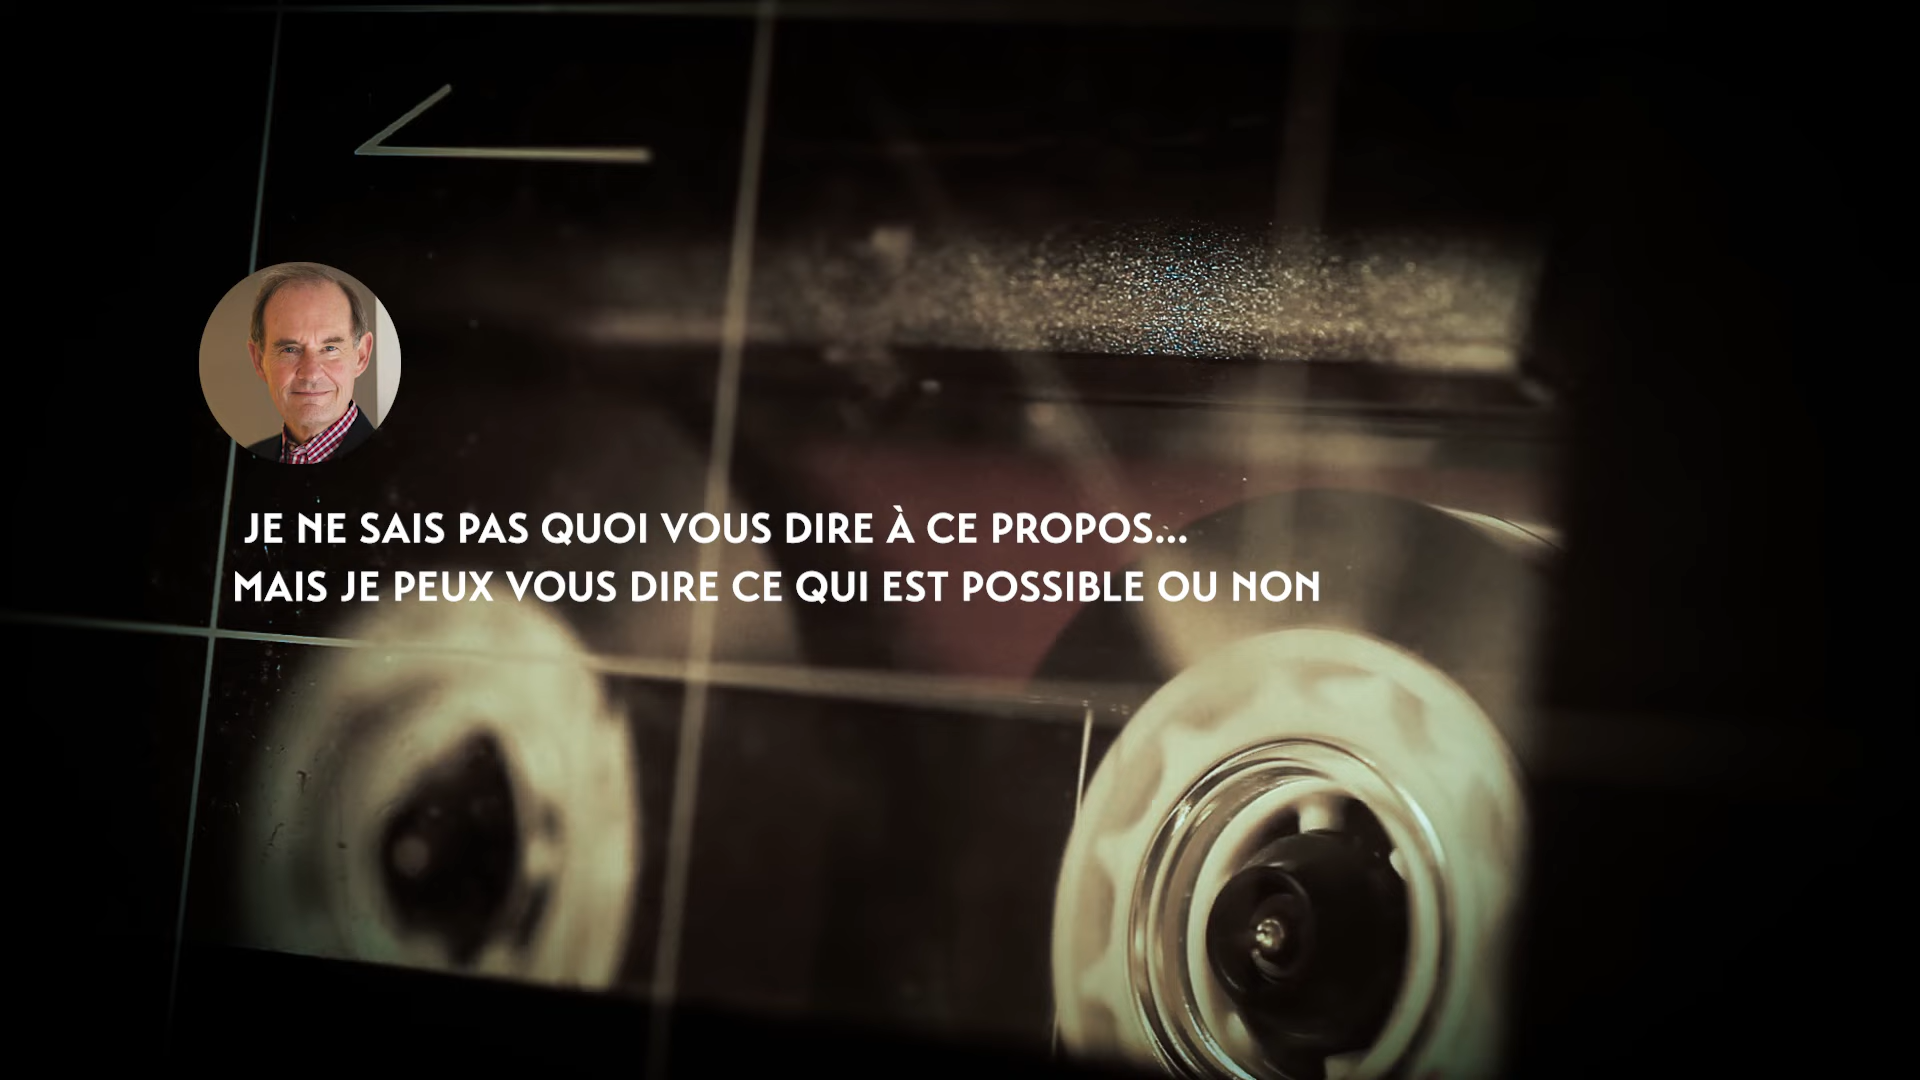 JE NE SAIS PAS QUOI VOUS DIRE À CE PROPOS...
MAIS JE PEUX VOUS DIRE CE QUI EST POSSIBLE OU NON